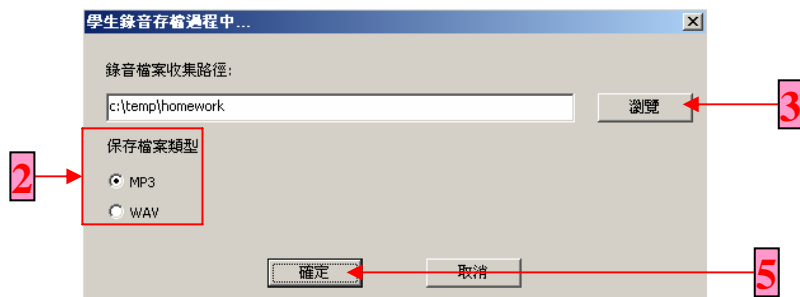 學生錄音存檔過程中...
錄音檔案收集路徑:
c:\temp\homework
瀏覽
3
保存檔案類型
2
MP3
WAV
確定
取消
5